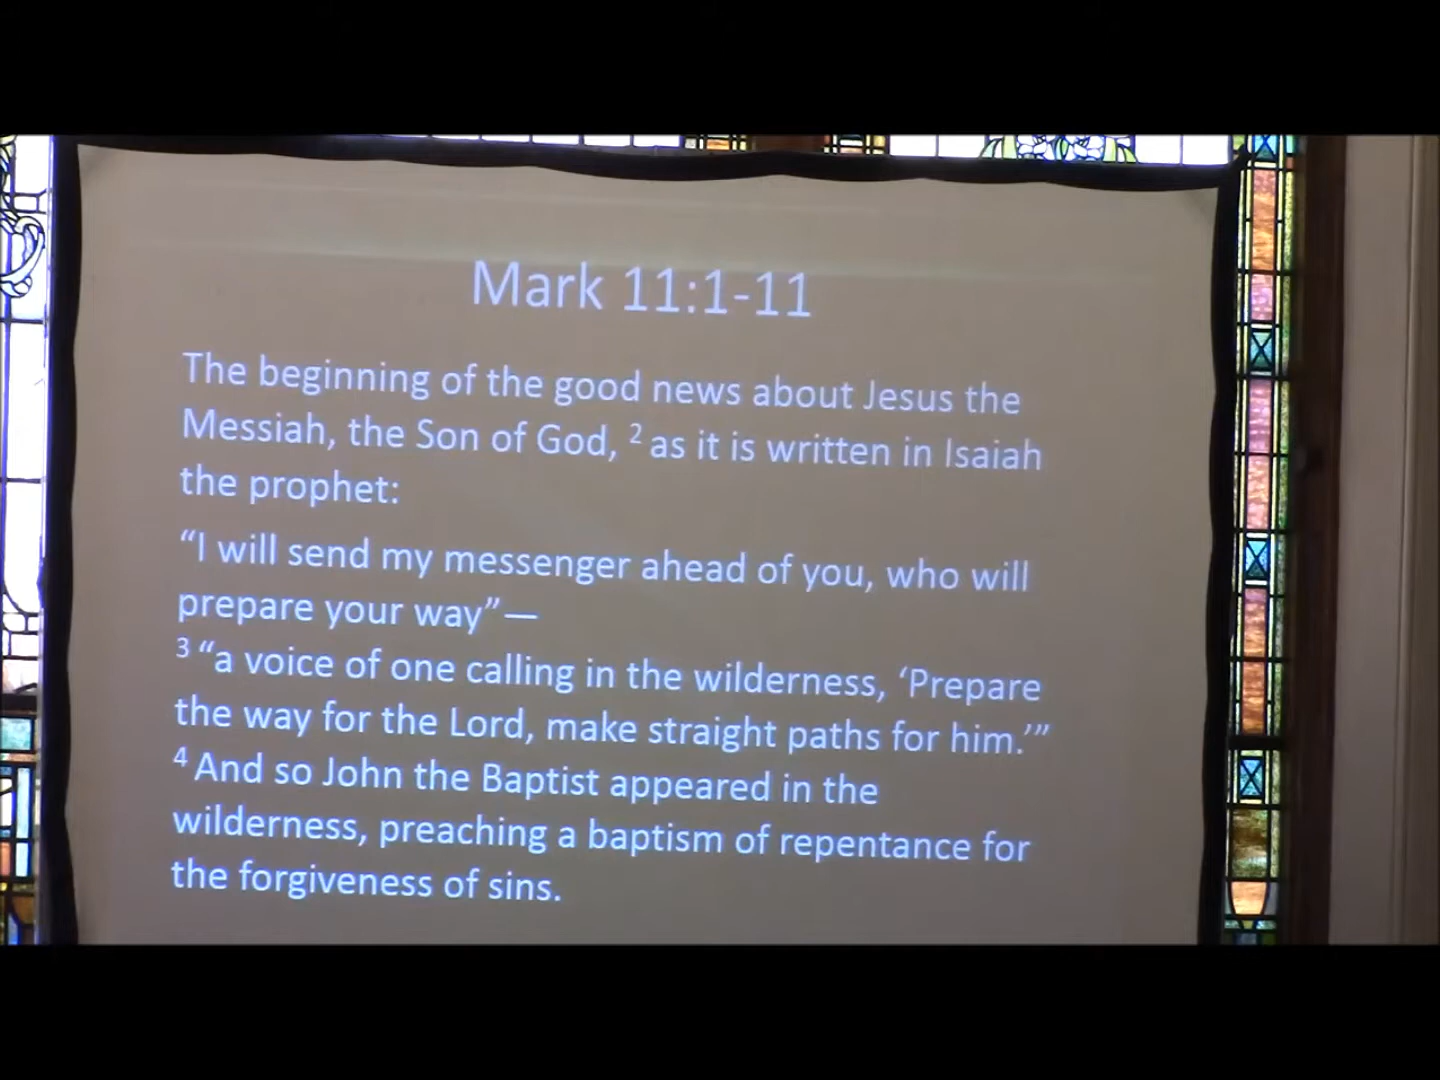 Mark 11:1-11
The beginning of the good news about Jesus the
Messiah, the Son of God, 2 as it is written in Isaiah
the prophet:
“I will send my messenger ahead of you, who will
prepare your way”—
3 “a voice of one calling in the wilderness, ‘Prepare
the way for the Lord, make straight paths for him.’”
4 And so John the Baptist appeared in the
wilderness, preaching a baptism of repentance for
the forgiveness of sins.